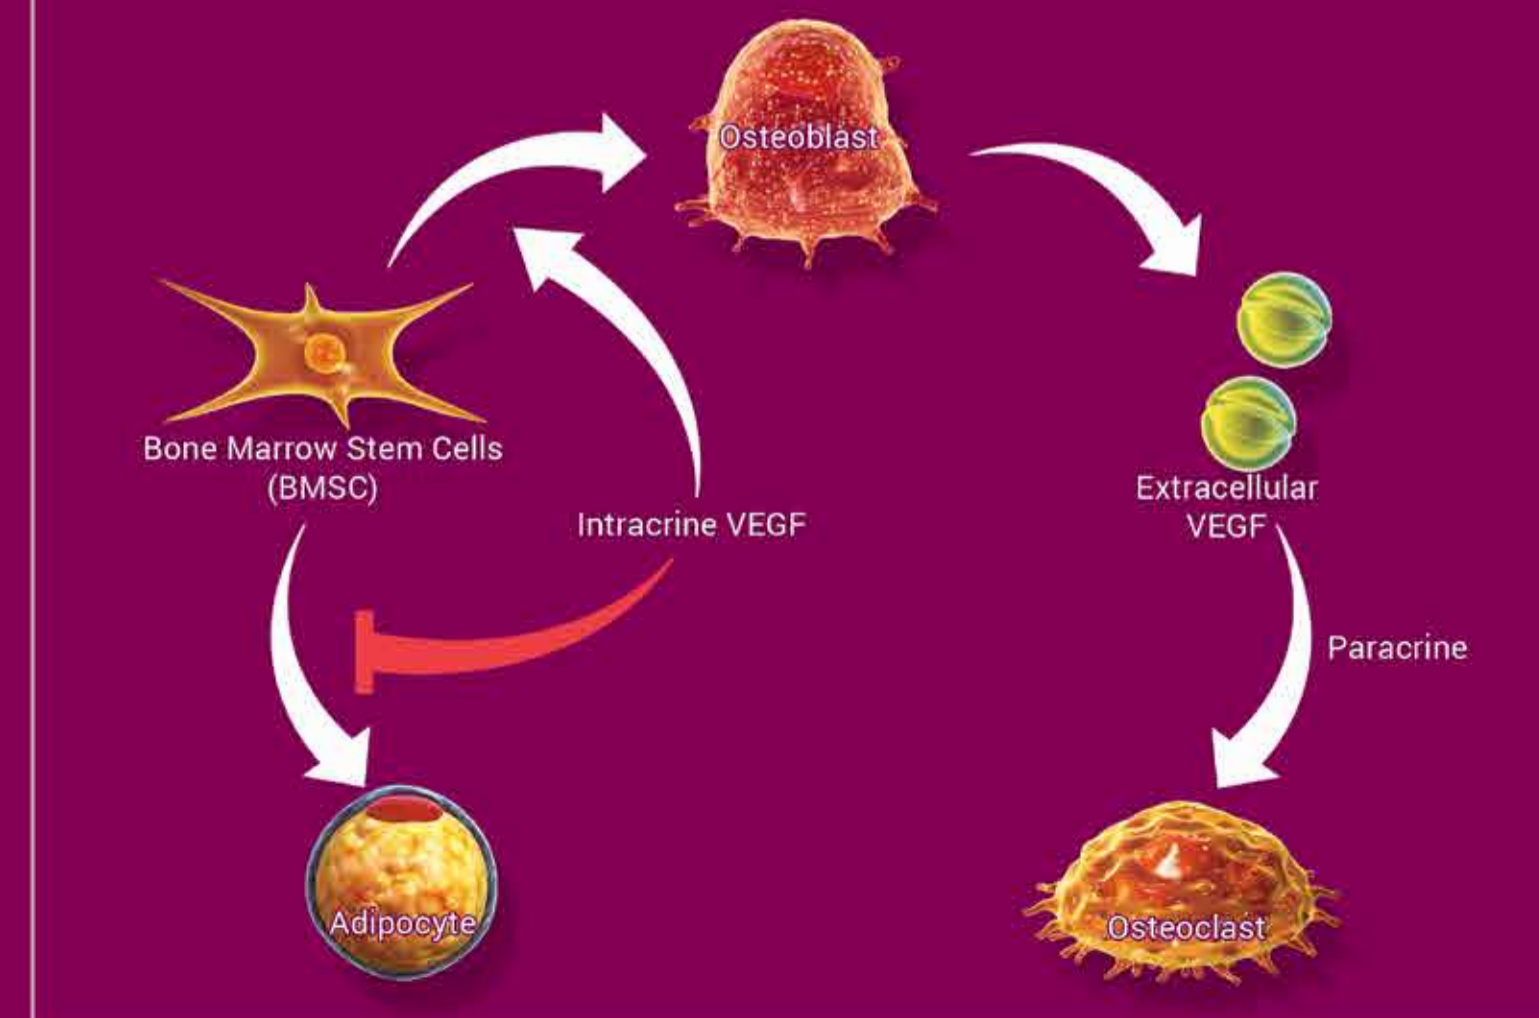 Osteoblast
Bone Marrow Stem Cells
(BMSC)
Intracrine VEGF
Extracellular
VEGF
Paracrine
Adipocyte
Osteoclast